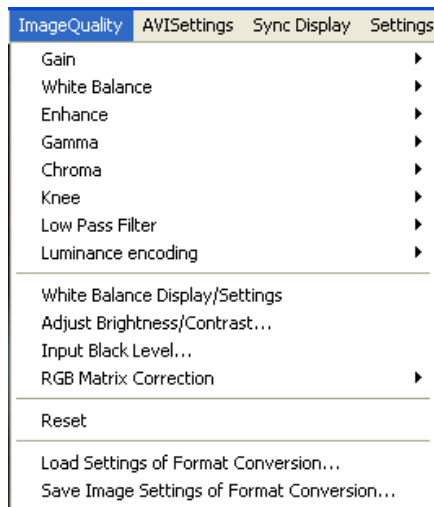 ImageQuality AVISettings Sync Display Settings
Gain
White Balance
Enhance
Gamma
Chroma
Knee
Low Pass Filter
Luminance encoding
White Balance Display/Settings
Adjust Brightness/Contrast...
Input Black Level...
RGB Matrix Correction
Reset
Load Settings of Format Conversion...
Save Image Settings of Format Conversion...